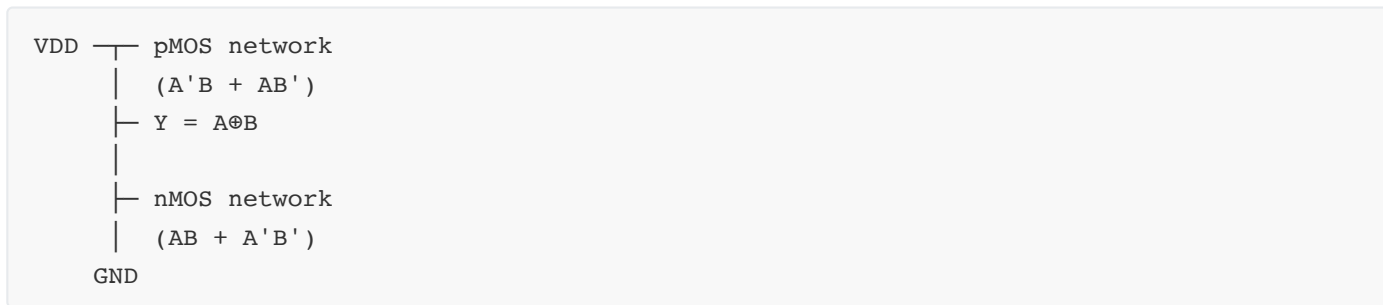 VDD ─┬─ pMOS network
     │  (A'B + AB')
     ├─ Y = A⊕B
     │
     ├─ nMOS network
     │  (AB + A'B')
    GND